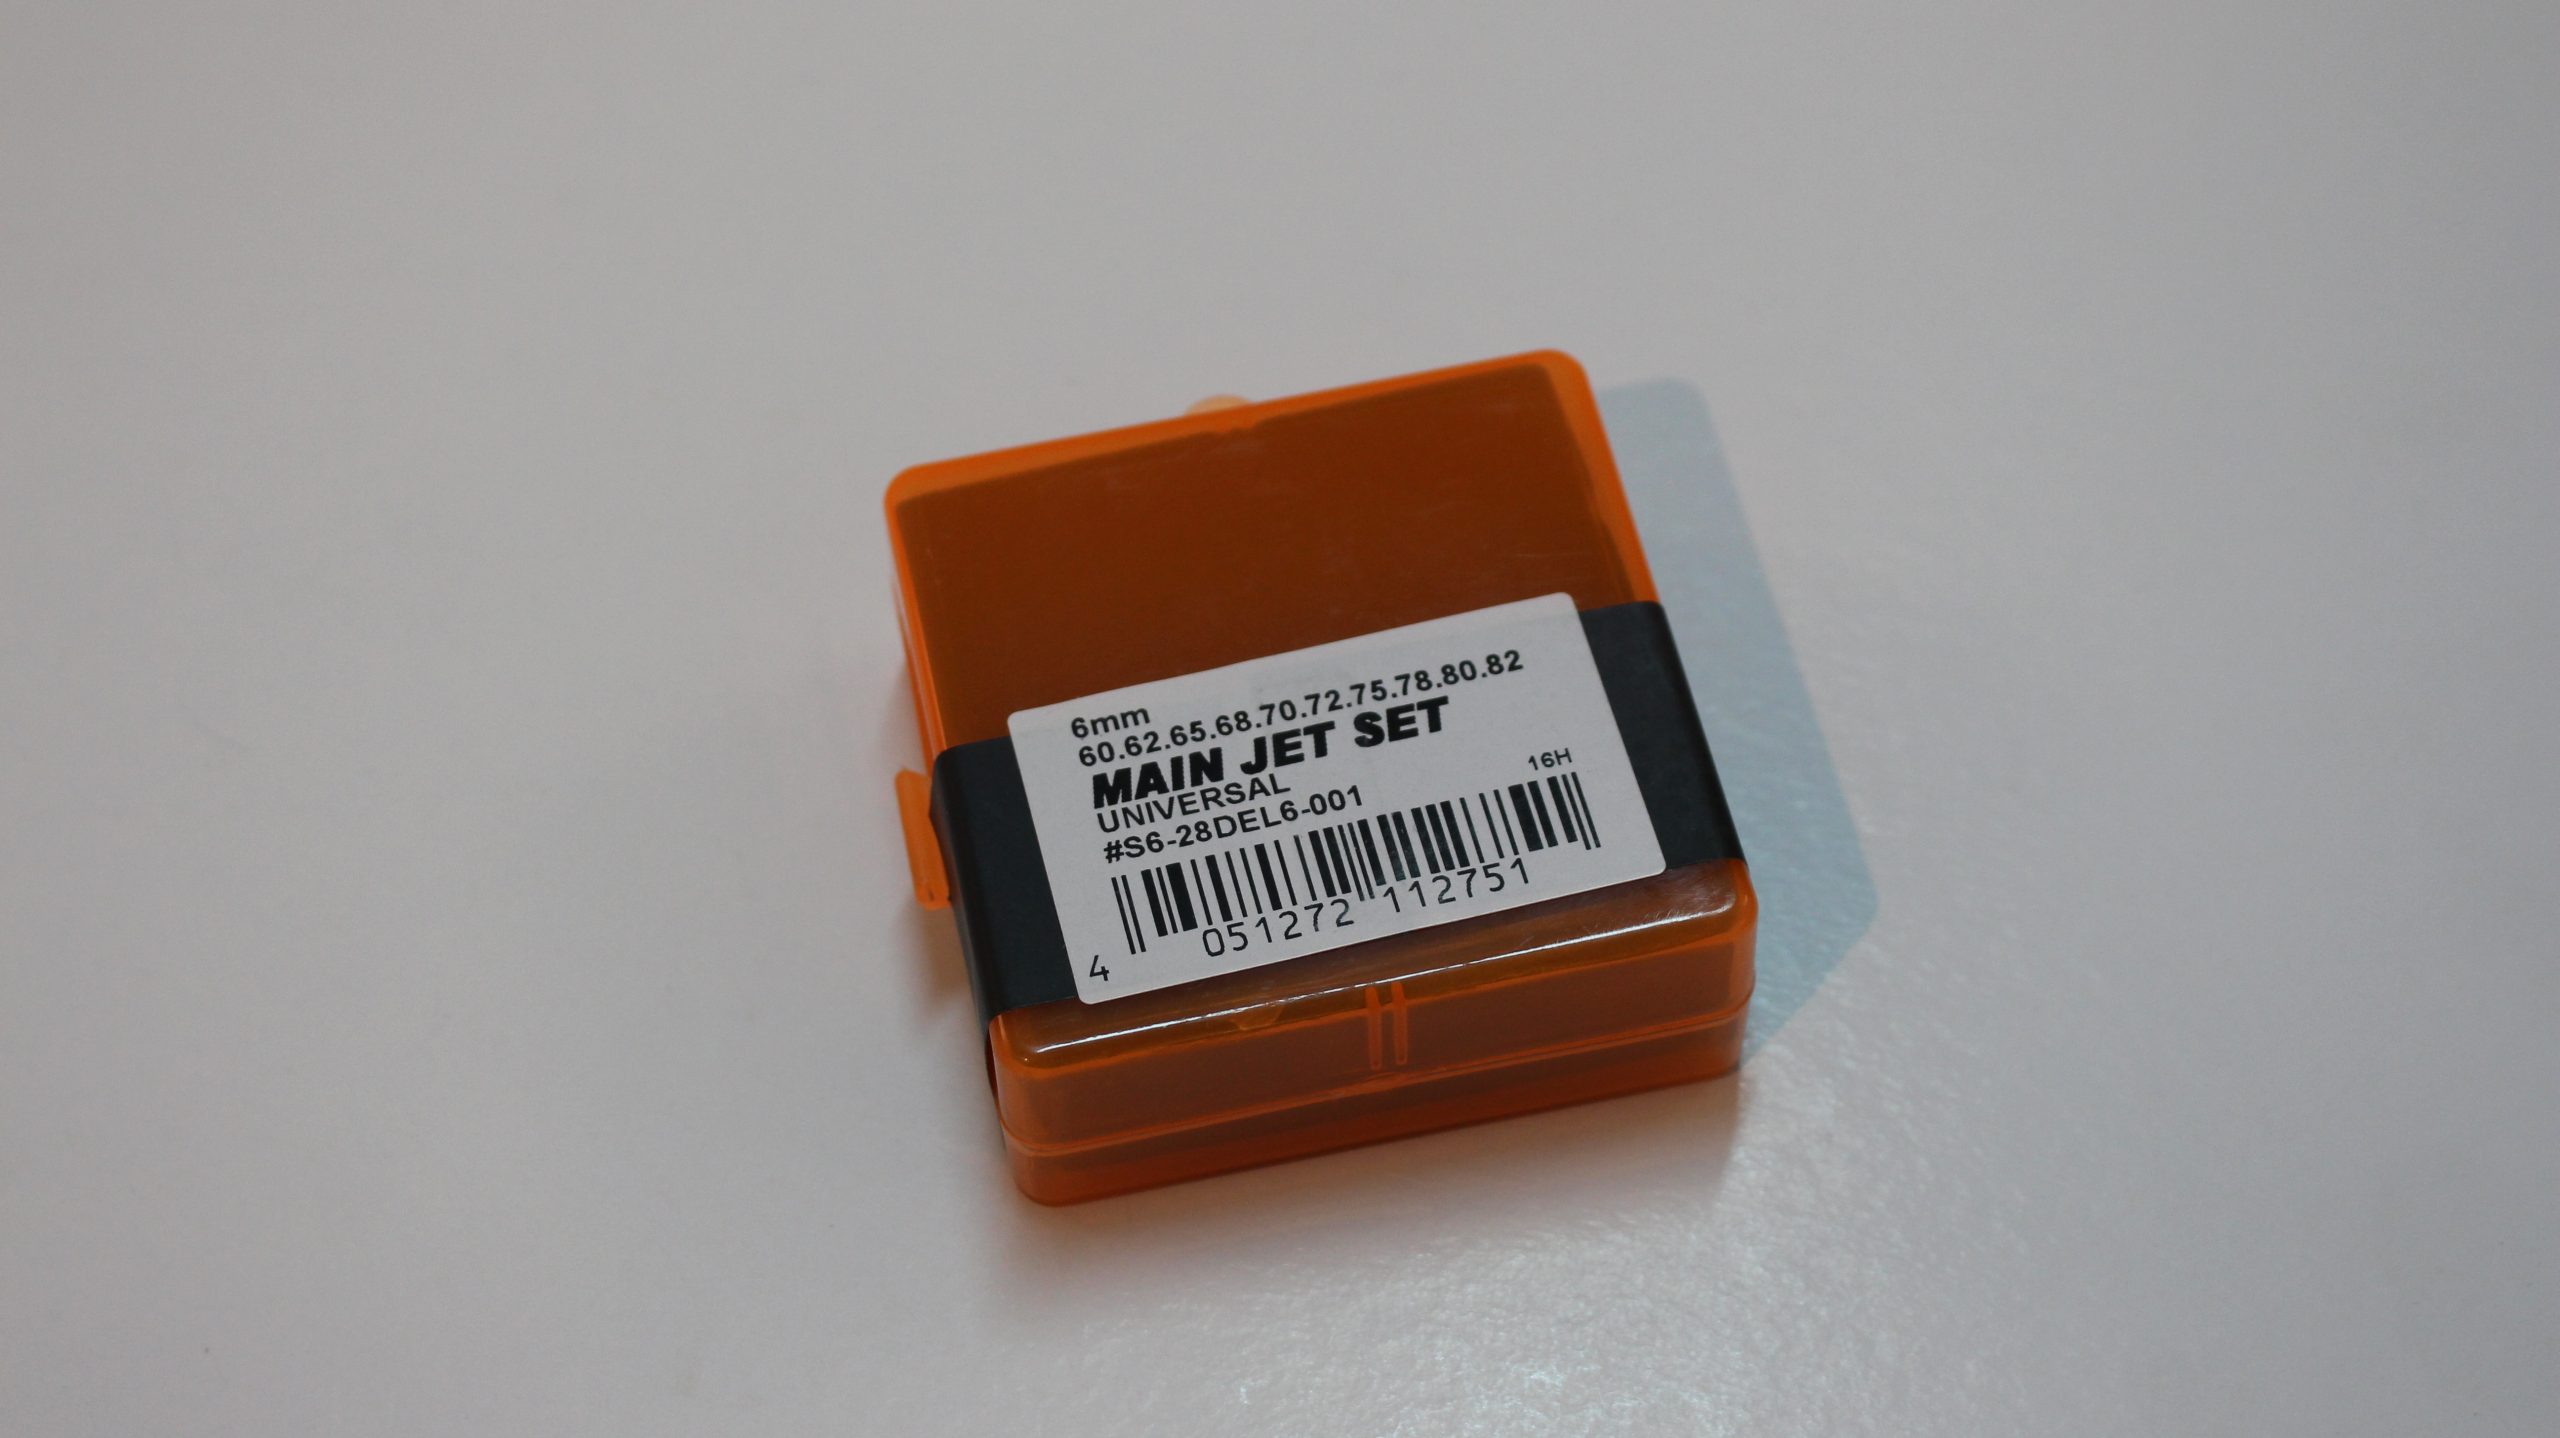 6mm
60.62.65.68.70.72.75.78.80.82
MAIN JET SET
UNIVERSAL
#S6-28DEL6-001
16H
4 051272 112751